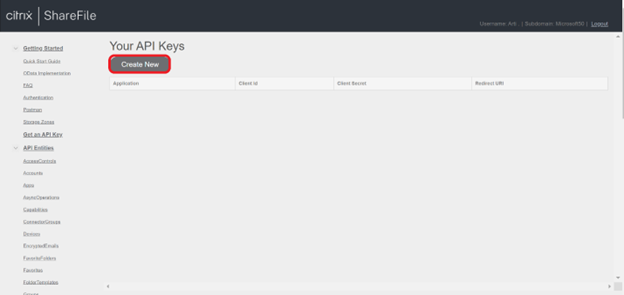 citrix | ShareFile
Username: Arti | Subdomain: Microsoft60 | Logout
Getting Started
Quick Start Guide
OData Implementation
FAQ
Authentication
Postman
Storage Zones
Get an API Key
API Entities
AccessControls
Accounts
Apps
AsyncOperations
Capabilities
ConnectorGroups
Devices
EncryptedEmails
FavoriteFolders
Favorites
FolderTemplates
Groups
Your API Keys
Create New
Application Client Id Client Secret Redirect URI